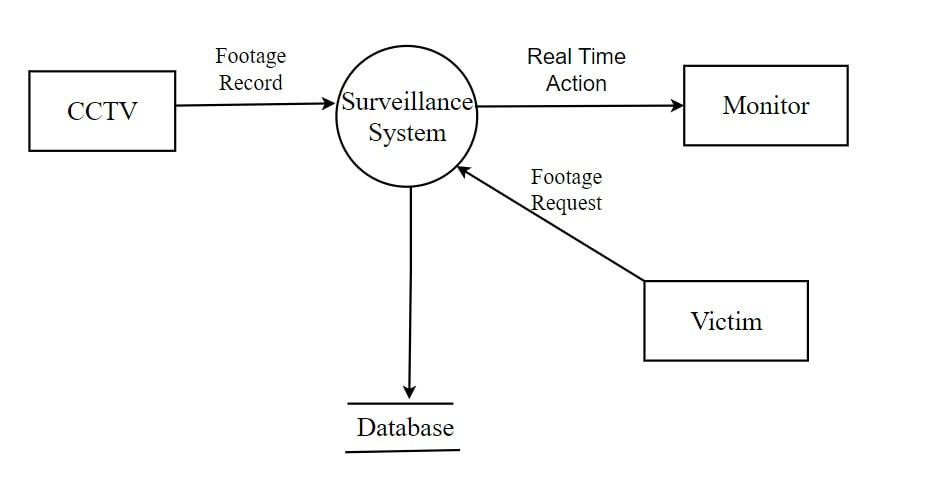 Footage
Record
Real Time
Action
CCTV
Surveillance
System
Monitor
Footage
Request
Victim
Database